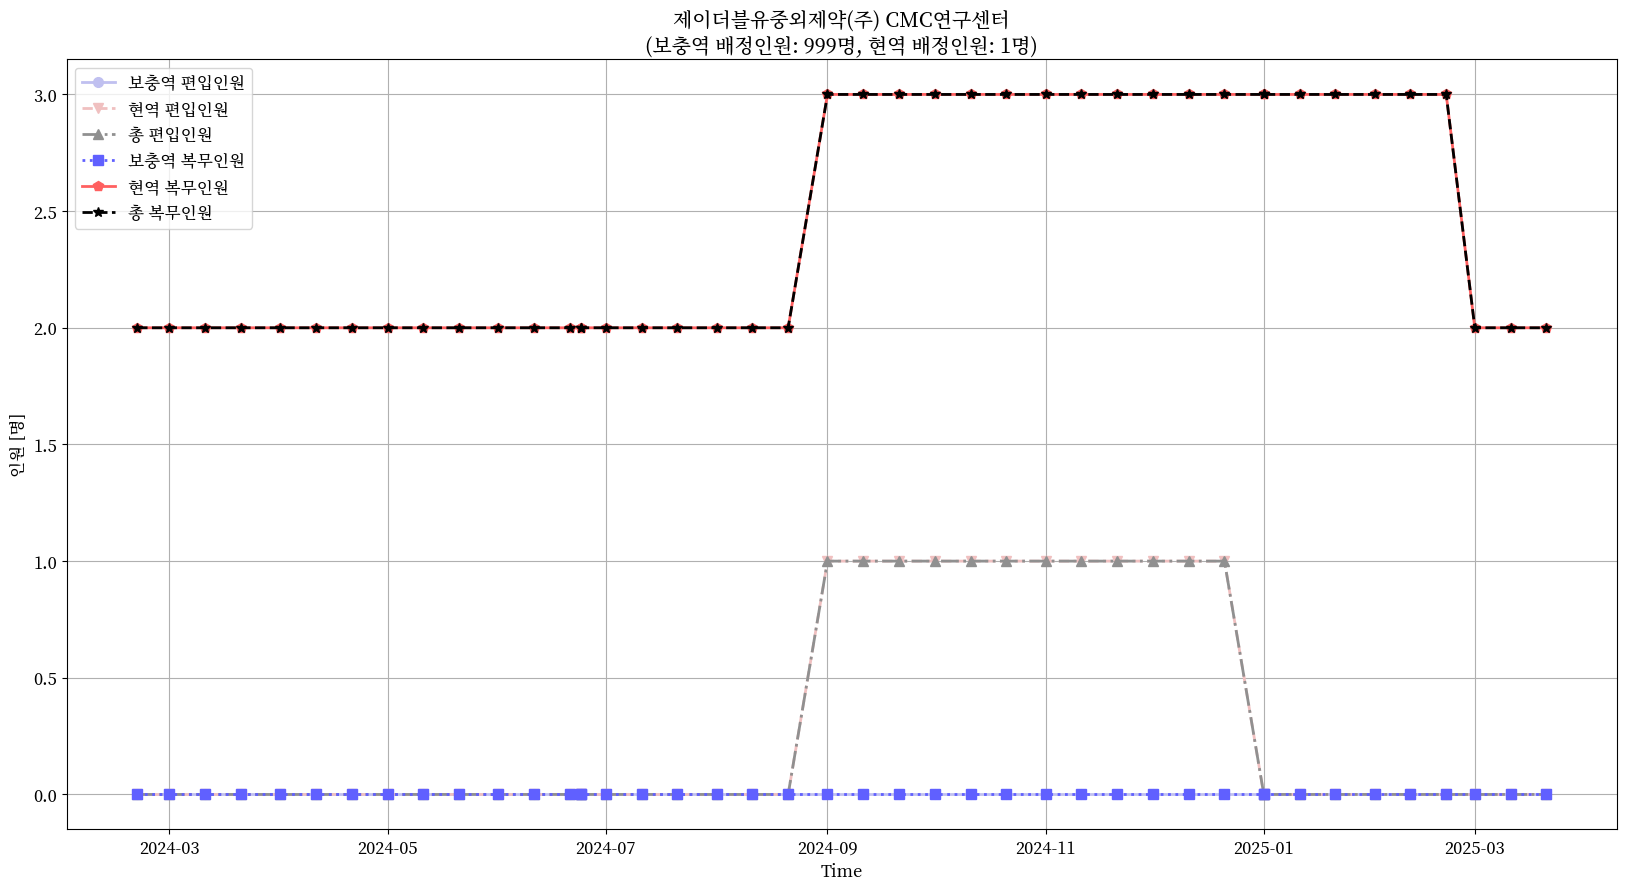 제이더블유중외제약(주) CMC연구센터
(보충역 배정인원: 999명, 현역 배정인원: 1명)
보충역 편입인원
현역 편입인원
총 편입인원
보충역 복무인원
현역 복무인원
총 복무인원
인원 [명]
3.0
2.5
2.0
1.5
1.0
0.5
0.0
2024-03
2024-05
2024-07
2024-09
2024-11
2025-01
2025-03
Time